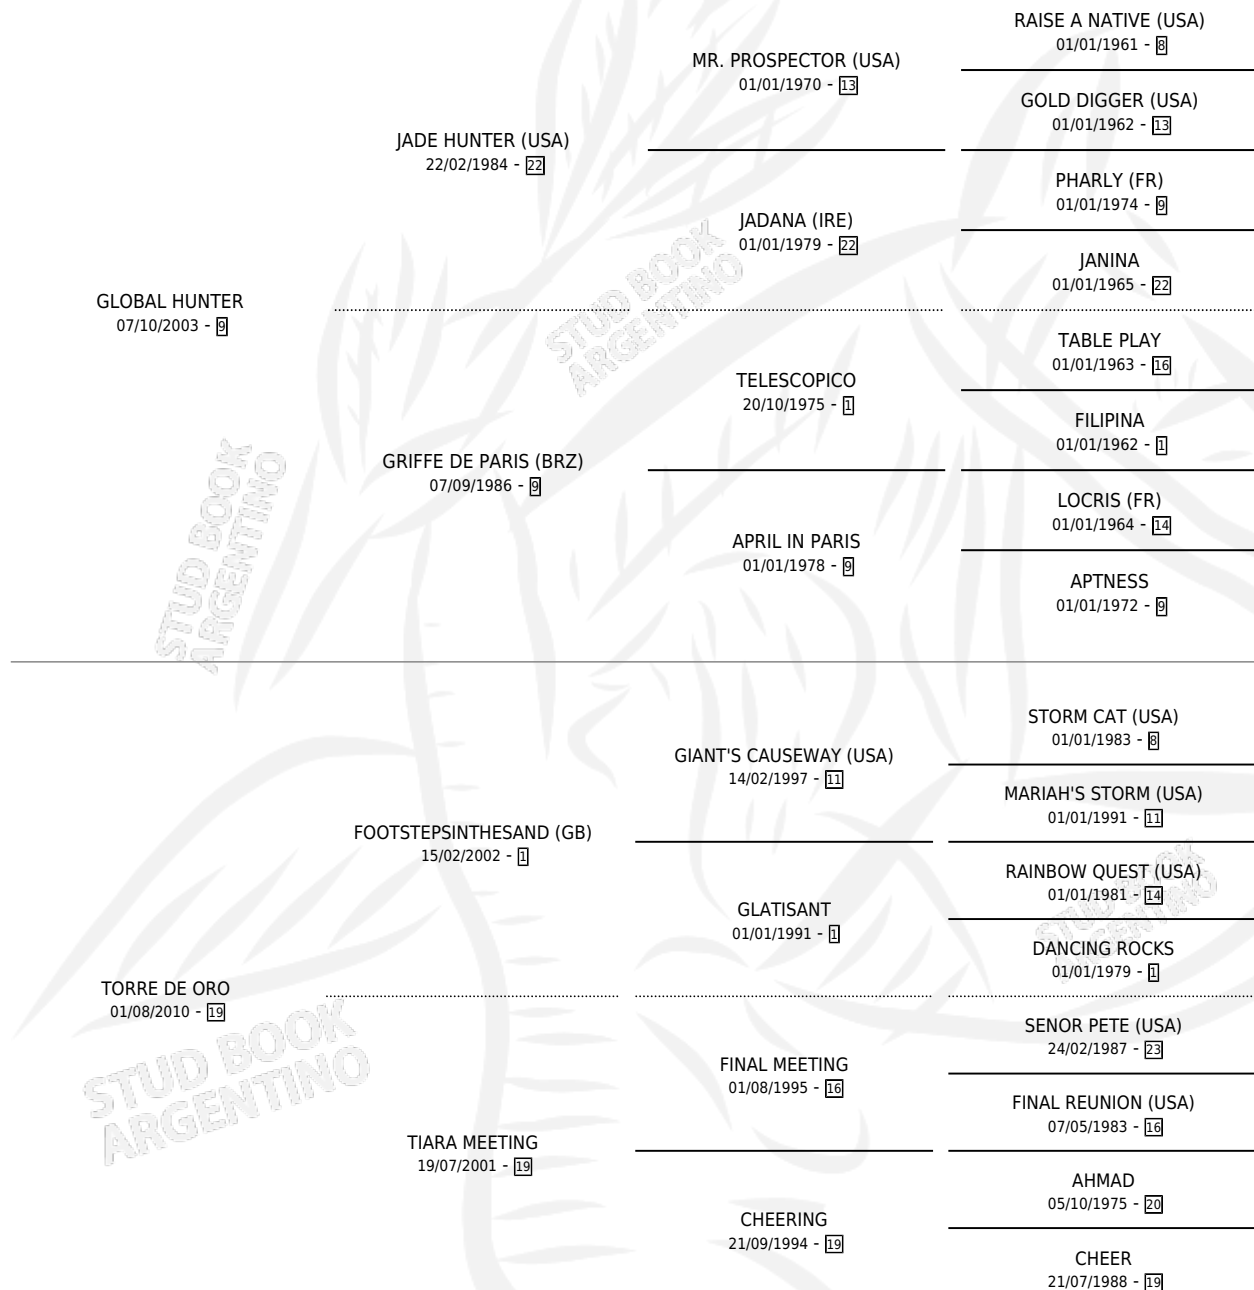 RAISE A NATIVE (USA)
01/01/1961 - 8
MR. PROSPECTOR (USA)
01/01/1970 - 13
GOLD DIGGER (USA)
01/01/1962 - 13
JADE HUNTER (USA)
22/02/1984 - 22
PHARLY (FR)
01/01/1974 - 9
JADANA (IRE)
01/01/1979 - 22
JANINA
01/01/1965 - 22
GLOBAL HUNTER
07/10/2003 - 9
STUD BOOK
ARGENTINO
TABLE PLAY
01/01/1963 - 16
TELESCOPICO
20/10/1975 - 1
FILIPINA
01/01/1962 - 1
GRIFFE DE PARIS (BRZ)
07/09/1986 - 9
LOCRIS (FR)
01/01/1964 - 14
APRIL IN PARIS
01/01/1978 - 9
APTNESS
01/01/1972 - 9
STUD BOOK
ARGENTINO
STORM CAT (USA)
01/01/1983 - 8
GIANT'S CAUSEWAY (USA)
14/02/1997 - 11
MARIAH'S STORM (USA)
01/01/1991 - 11
FOOTSTEPSINTHESAND (GB)
15/02/2002 - 1
RAINBOW QUEST (USA)
01/01/1981 - 14
GLATISANT
01/01/1991 - 1
DANCING ROCKS
01/01/1979 - 1
STUD BOOK
ARGENTINO
TORRE DE ORO
01/08/2010 - 19
STUD BOOK
ARGENTINO
SENOR PETE (USA)
24/02/1987 - 23
FINAL MEETING
01/08/1995 - 16
FINAL REUNION (USA)
07/05/1983 - 16
TIARA MEETING
19/07/2001 - 19
AHMAD
05/10/1975 - 20
CHEERING
21/09/1994 - 19
CHEER
21/07/1988 - 19